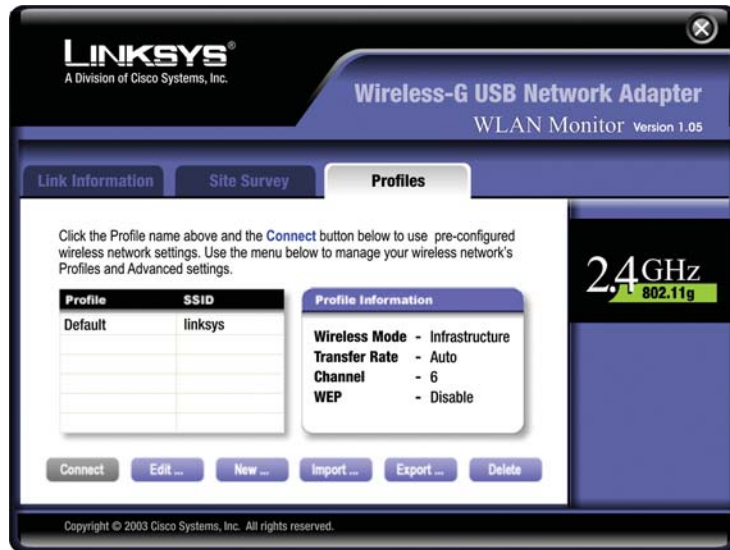 LINKSYS®
A Division of Cisco Systems, Inc.
Wireless-G USB Network Adapter
WLAN Monitor Version 1.05
Link Information Site Survey Profiles
Click the Profile name above and the Connect button below to use pre-configured
wireless network settings. Use the menu below to manage your wireless network's
Profiles and Advanced settings.
Profile SSID
Default linksys
Profile Information
Wireless Mode - Infrastructure
Transfer Rate - Auto
Channel - 6
WEP - Disable
2.4GHz
802.11g
Connect Edit ... New ... Import ... Export ... Delete
Copyright © 2003 Cisco Systems, Inc. All rights reserved.